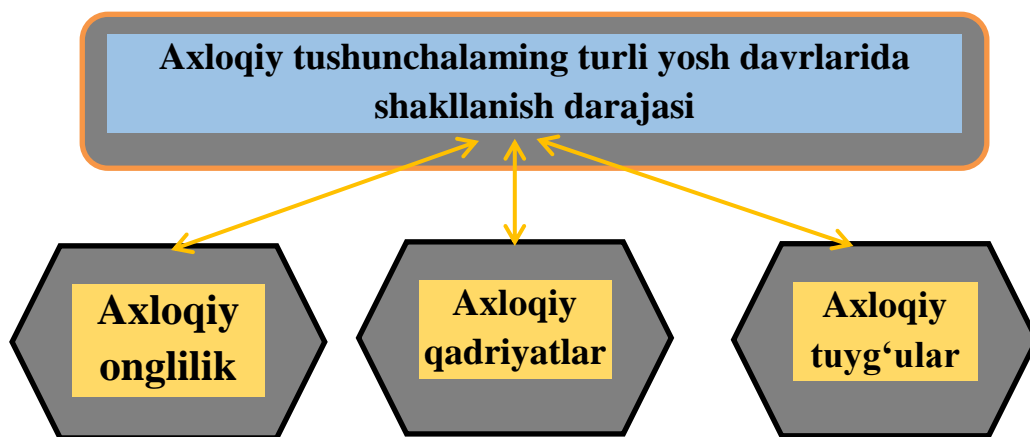 Axloqiy tushunchalaming turli yosh davrlarida
shakllanish darajasi
Axloqiy
onglilik
Axloqiy
qadriyatlar
Axloqiy
tuyg‘ular